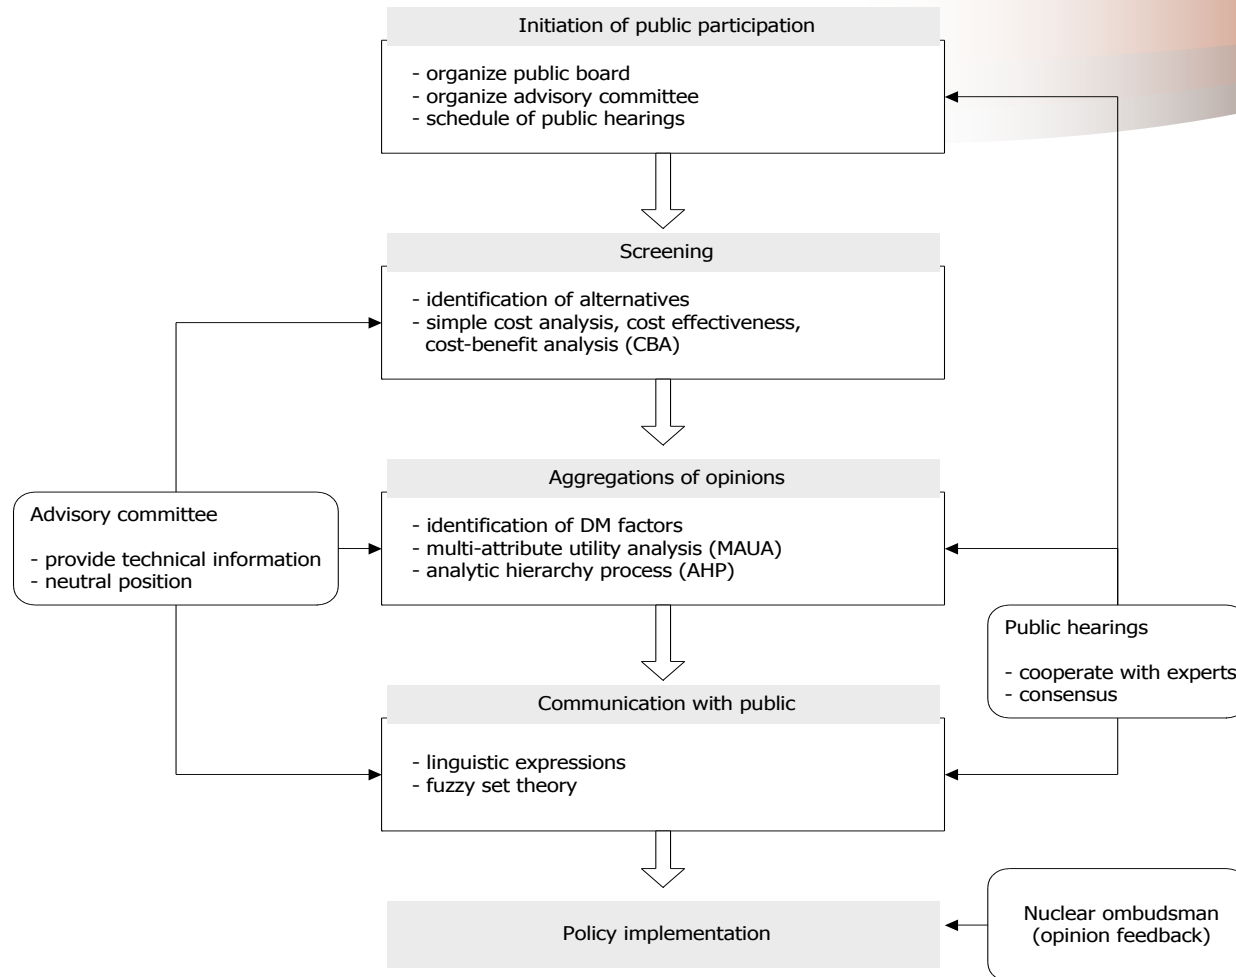 Initiation of public participation
- organize public board
- organize advisory committee
- schedule of public hearings
Screening
- identification of alternatives
- simple cost analysis, cost effectiveness,
cost-benefit analysis (CBA)
Aggregations of opinions
- identification of DM factors
- multi-attribute utility analysis (MAUA)
- analytic hierarchy process (AHP)
Advisory committee
- provide technical information
- neutral position
Public hearings
- cooperate with experts
- consensus
Communication with public
- linguistic expressions
- fuzzy set theory
Policy implementation
Nuclear ombudsman
(opinion feedback)